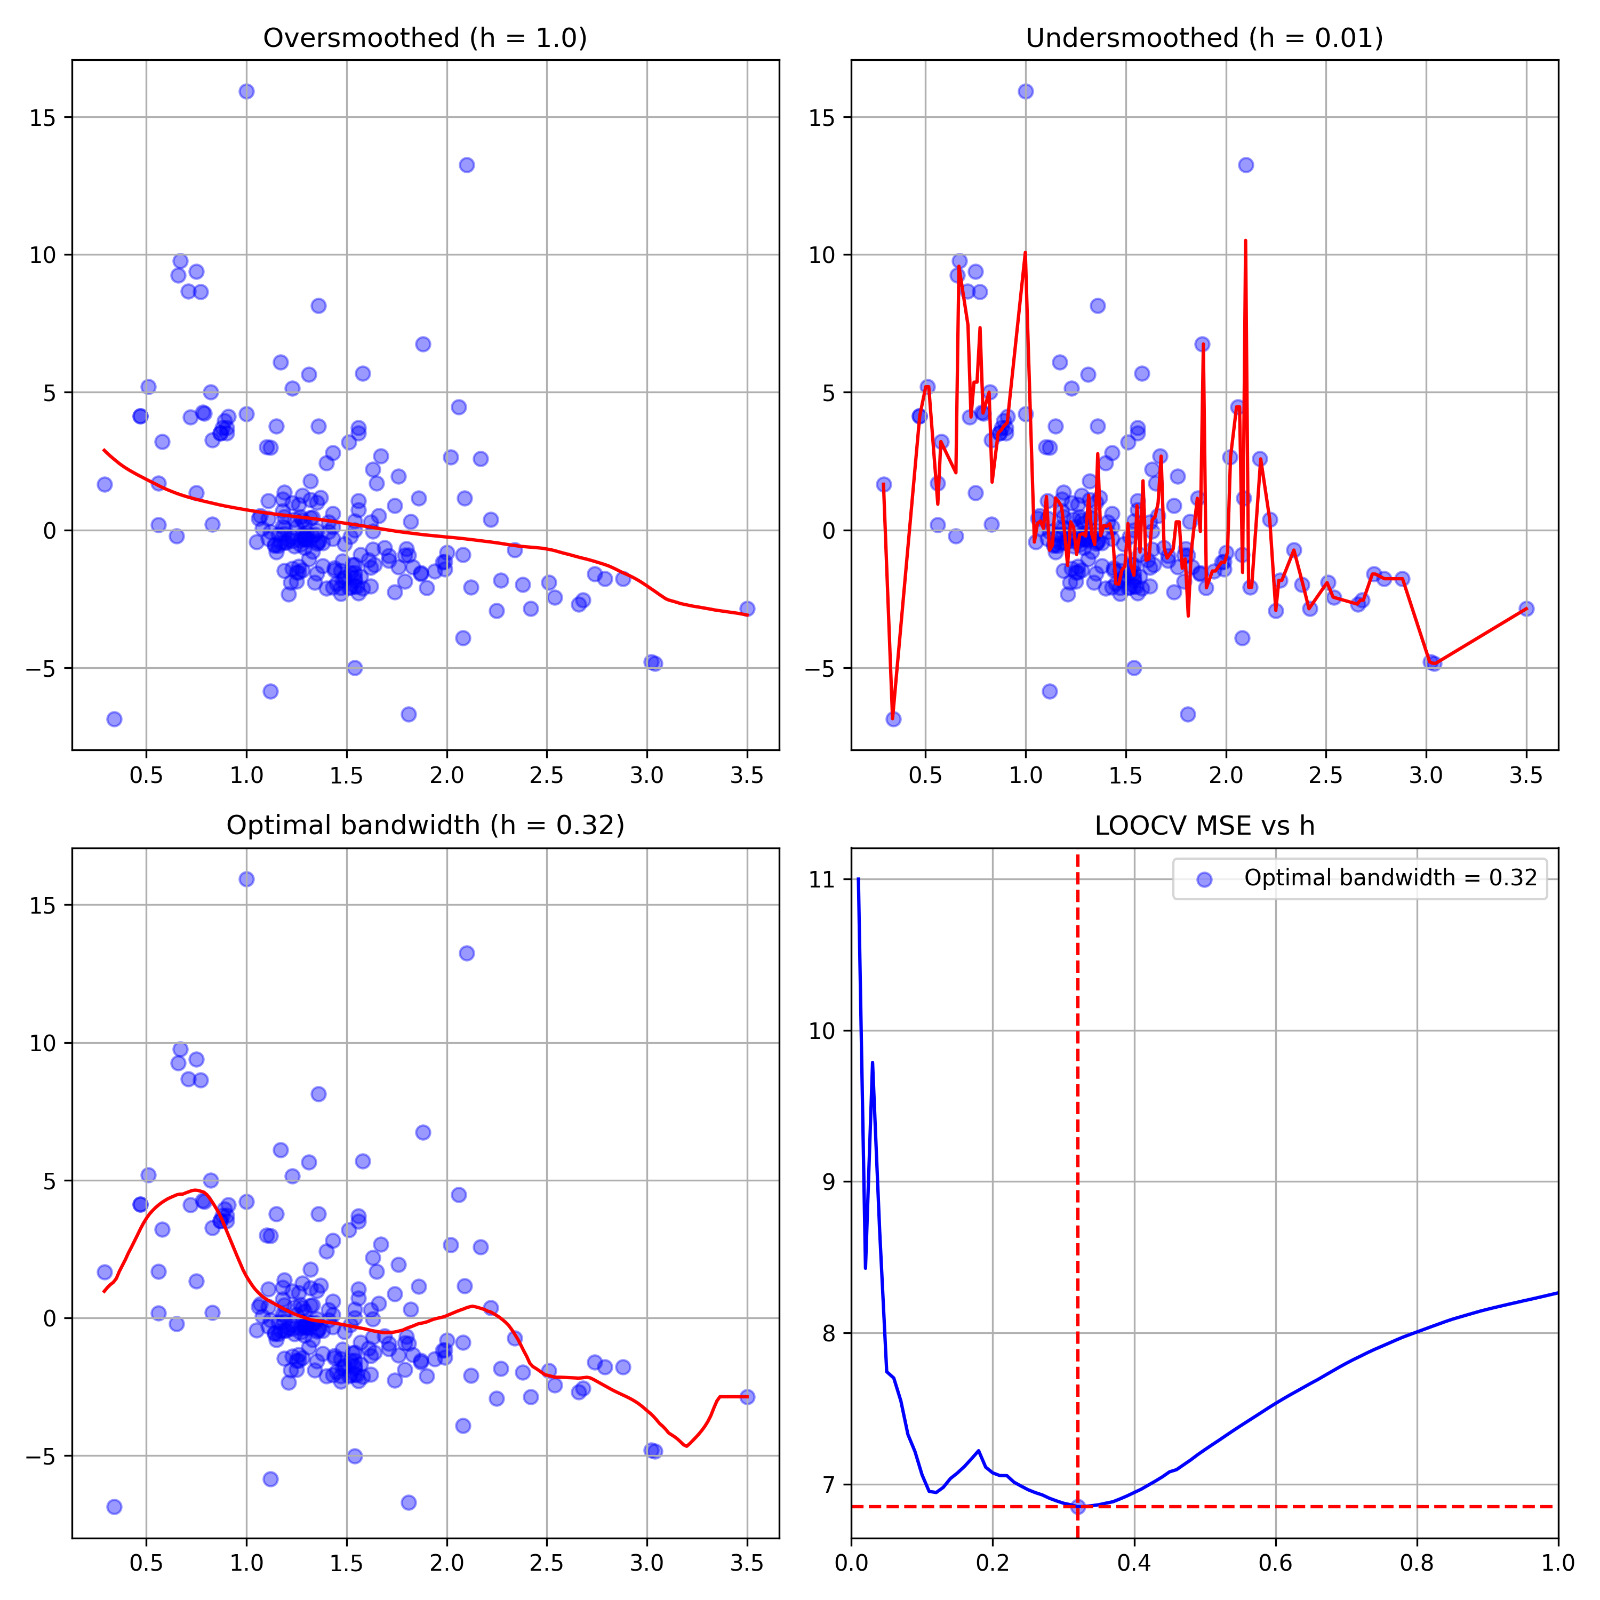 Oversmoothed (h = 1.0)
15
10
5
0
−5
0.5 1.0 1.5 2.0 2.5 3.0 3.5
Undersmoothed (h = 0.01)
15
10
5
0
−5
0.5 1.0 1.5 2.0 2.5 3.0 3.5
Optimal bandwidth (h = 0.32)
15
10
5
0
−5
0.5 1.0 1.5 2.0 2.5 3.0 3.5
LOOCV MSE vs h
Optimal bandwidth = 0.32
11
10
9
8
7
0.0 0.2 0.4 0.6 0.8 1.0